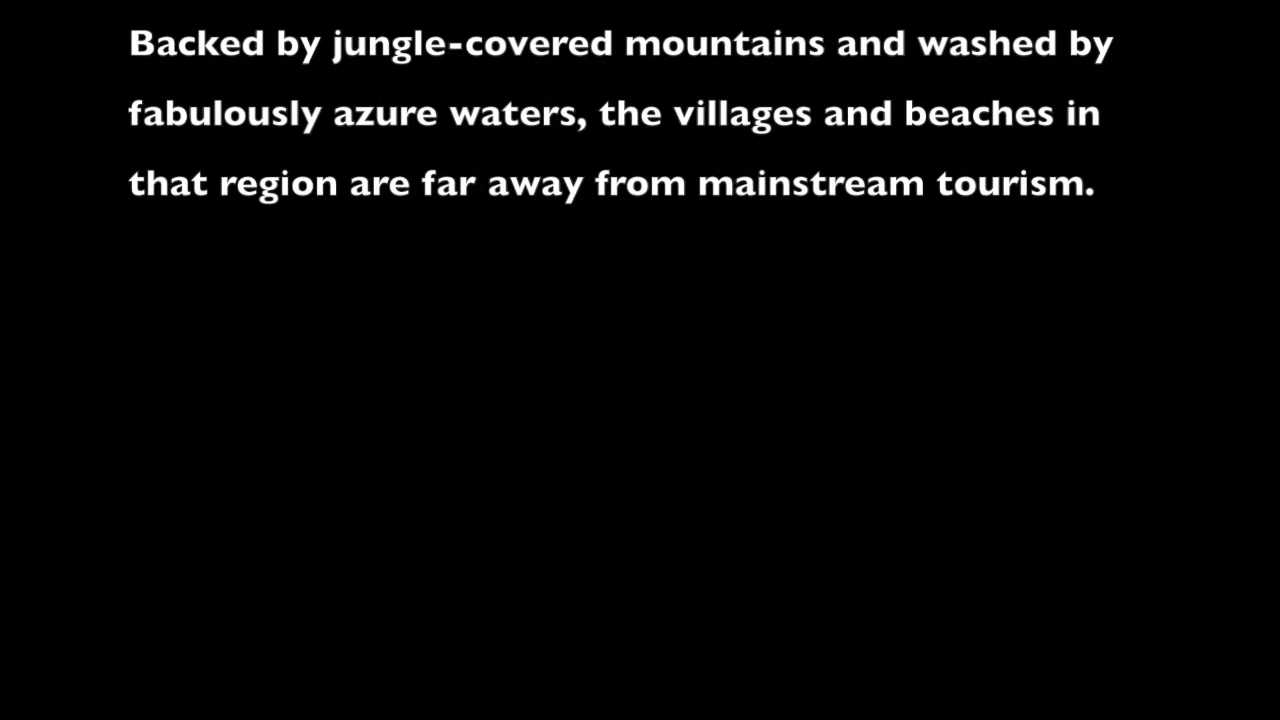 Backed by jungle-covered mountains and washed by
fabulously azure waters, the villages and beaches in
that region are far away from mainstream tourism.